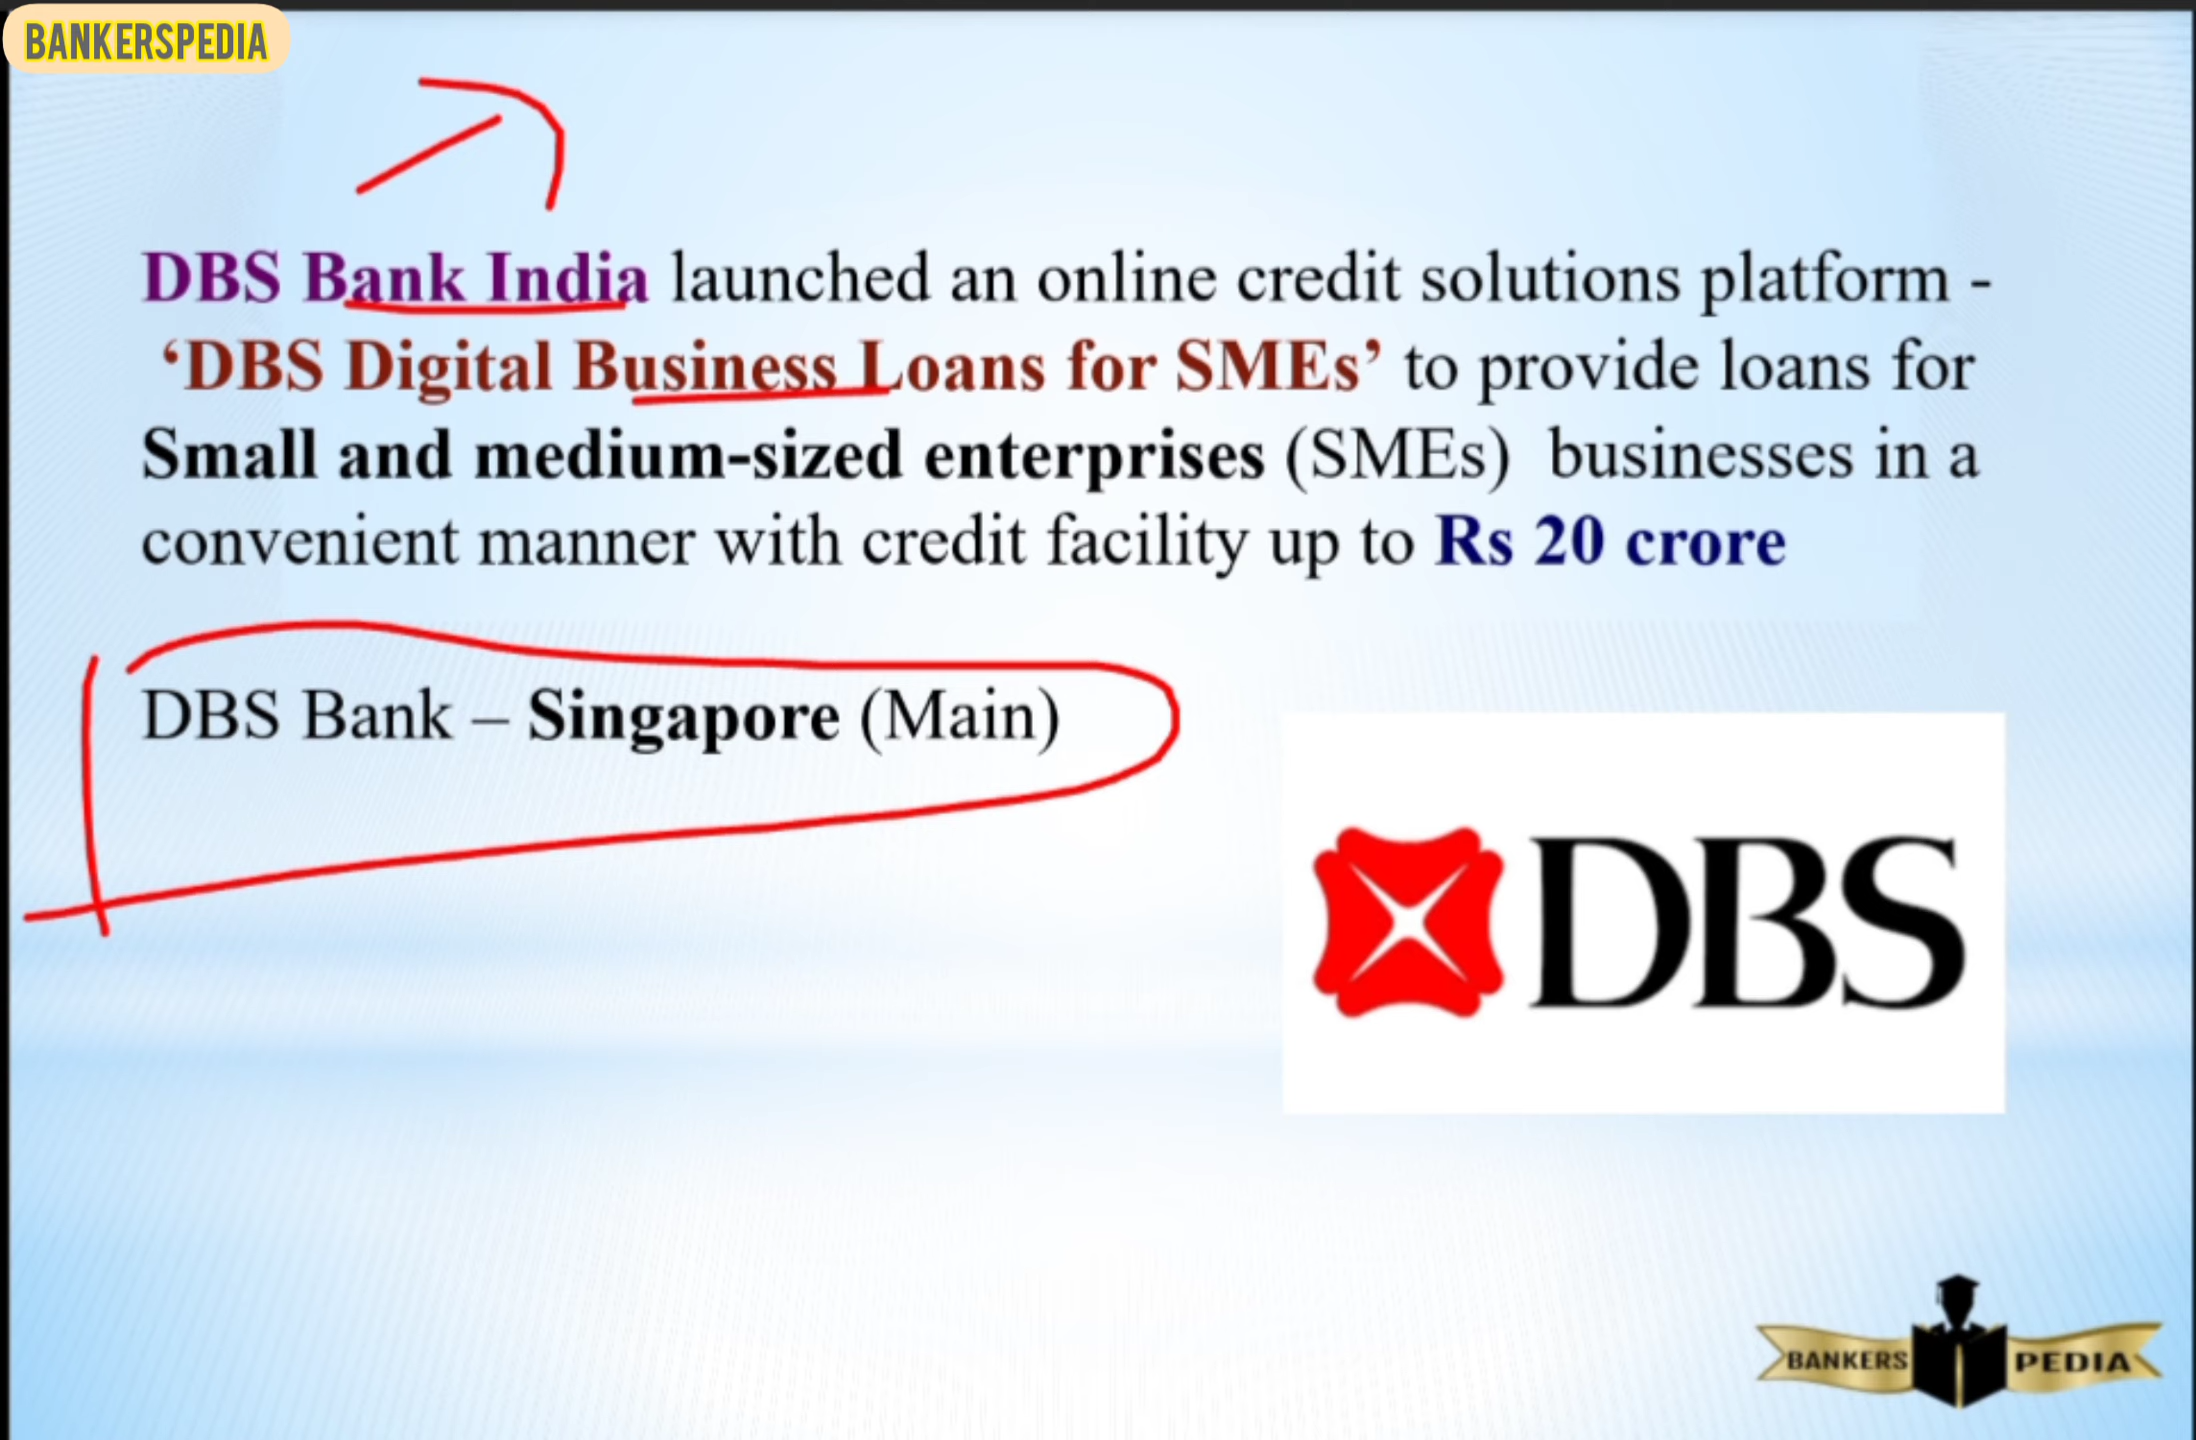 BANKERSPEDIA
DBS Bank India launched an online credit solutions platform -
‘DBS Digital Business Loans for SMEs’ to provide loans for
Small and medium-sized enterprises (SMEs) businesses in a
convenient manner with credit facility up to Rs 20 crore
DBS Bank – Singapore (Main)
DBS
BANKERS PEDIA